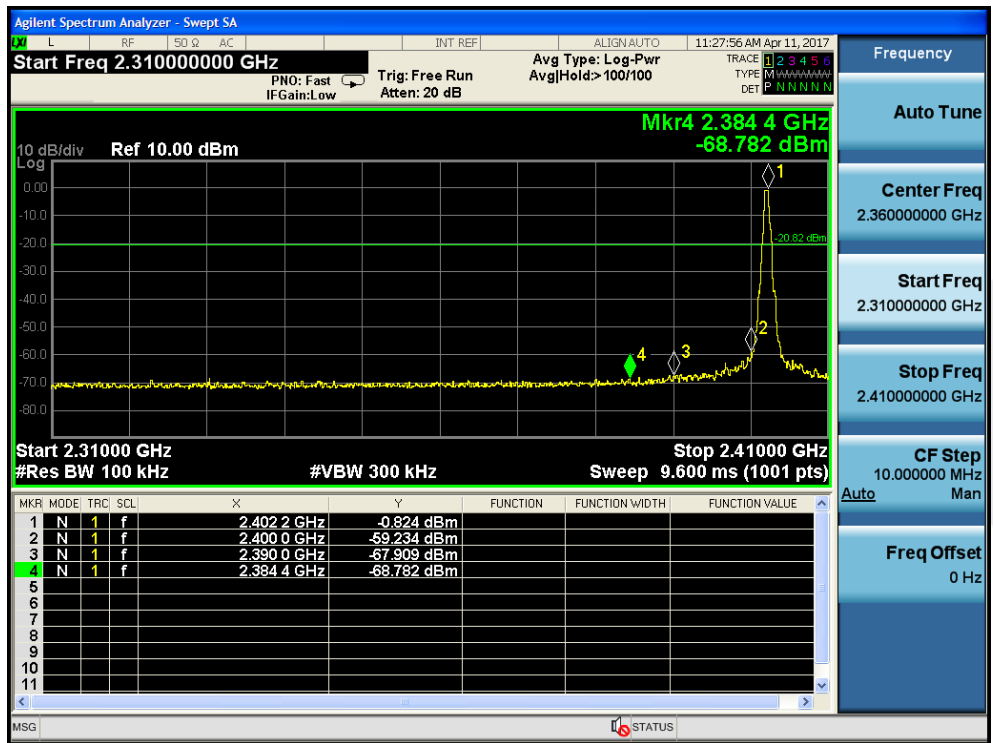 Agilent Spectrum Analyzer - Swept SA
LXI L RF 50 Ω AC INT REF ALIGN AUTO 11:27:56 AM Apr 11, 2017
Start Freq 2.310000000 GHz
PNO: Fast
IFGain:Low
Trig: Free Run
Atten: 20 dB
Avg Type: Log-Pwr
Avg|Hold:> 100/100
TRACE 1 2 3 4 5 6
TYPE M WWWWW
DET P N N N N N
Mkr4 2.384 4 GHz
-68.782 dBm
10 dB/div Ref 10.00 dBm
Log
0.00
-10.0
-20.0
-30.0
-40.0
-50.0
-60.0
-70.0
-80.0
1
-20.82 dBm
2
3
4
Start 2.31000 GHz Stop 2.41000 GHz
#Res BW 100 kHz #VBW 300 kHz Sweep 9.600 ms (1001 pts)
MKR MODE TRC SCL X Y FUNCTION FUNCTION WIDTH FUNCTION VALUE
1 N 1 f 2.402 2 GHz -0.824 dBm
2 N 1 f 2.400 0 GHz -59.234 dBm
3 N 1 f 2.390 0 GHz -67.909 dBm
4 N 1 f 2.384 4 GHz -68.782 dBm
5
6
7
8
9
10
11
MSG STATUS
Frequency
Auto Tune
Center Freq
2.360000000 GHz
Start Freq
2.310000000 GHz
Stop Freq
2.410000000 GHz
CF Step
10.000000 MHz
Auto Man
Freq Offset
0 Hz